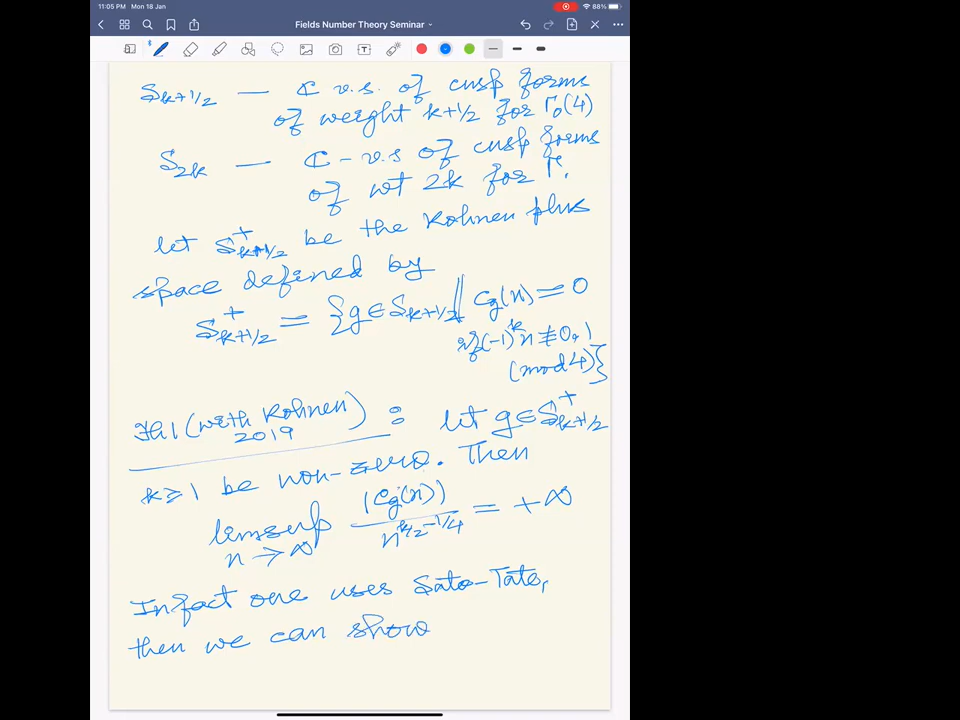 11:05 PM Mon 18 Jan
88%
Fields Number Theory Seminar
S_{k+1/2} — ℂ v.s. of cusp forms
of weight k+1/2 for Γ₀(4)
S_{2k} — ℂ-v.s of cusp forms
of wt 2k for Γ.
let S⁺_{k+1/2} be the Kohnen plus
space defined by
S⁺_{k+1/2} = {g ∈ S_{k+1/2} || c_g(n) = 0
if (-1)^k n ≢ 0, 1
(mod 4)}
Th 1 (with Kohnen) : let g ∈ S⁺_{k+1/2}
2019
k ≥ 1 be non-zero. Then
limsup |c_g(n)| / n^{k/2-1/4} = +∞
n → ∞
Infact one uses Sato-Tate,
then we can show